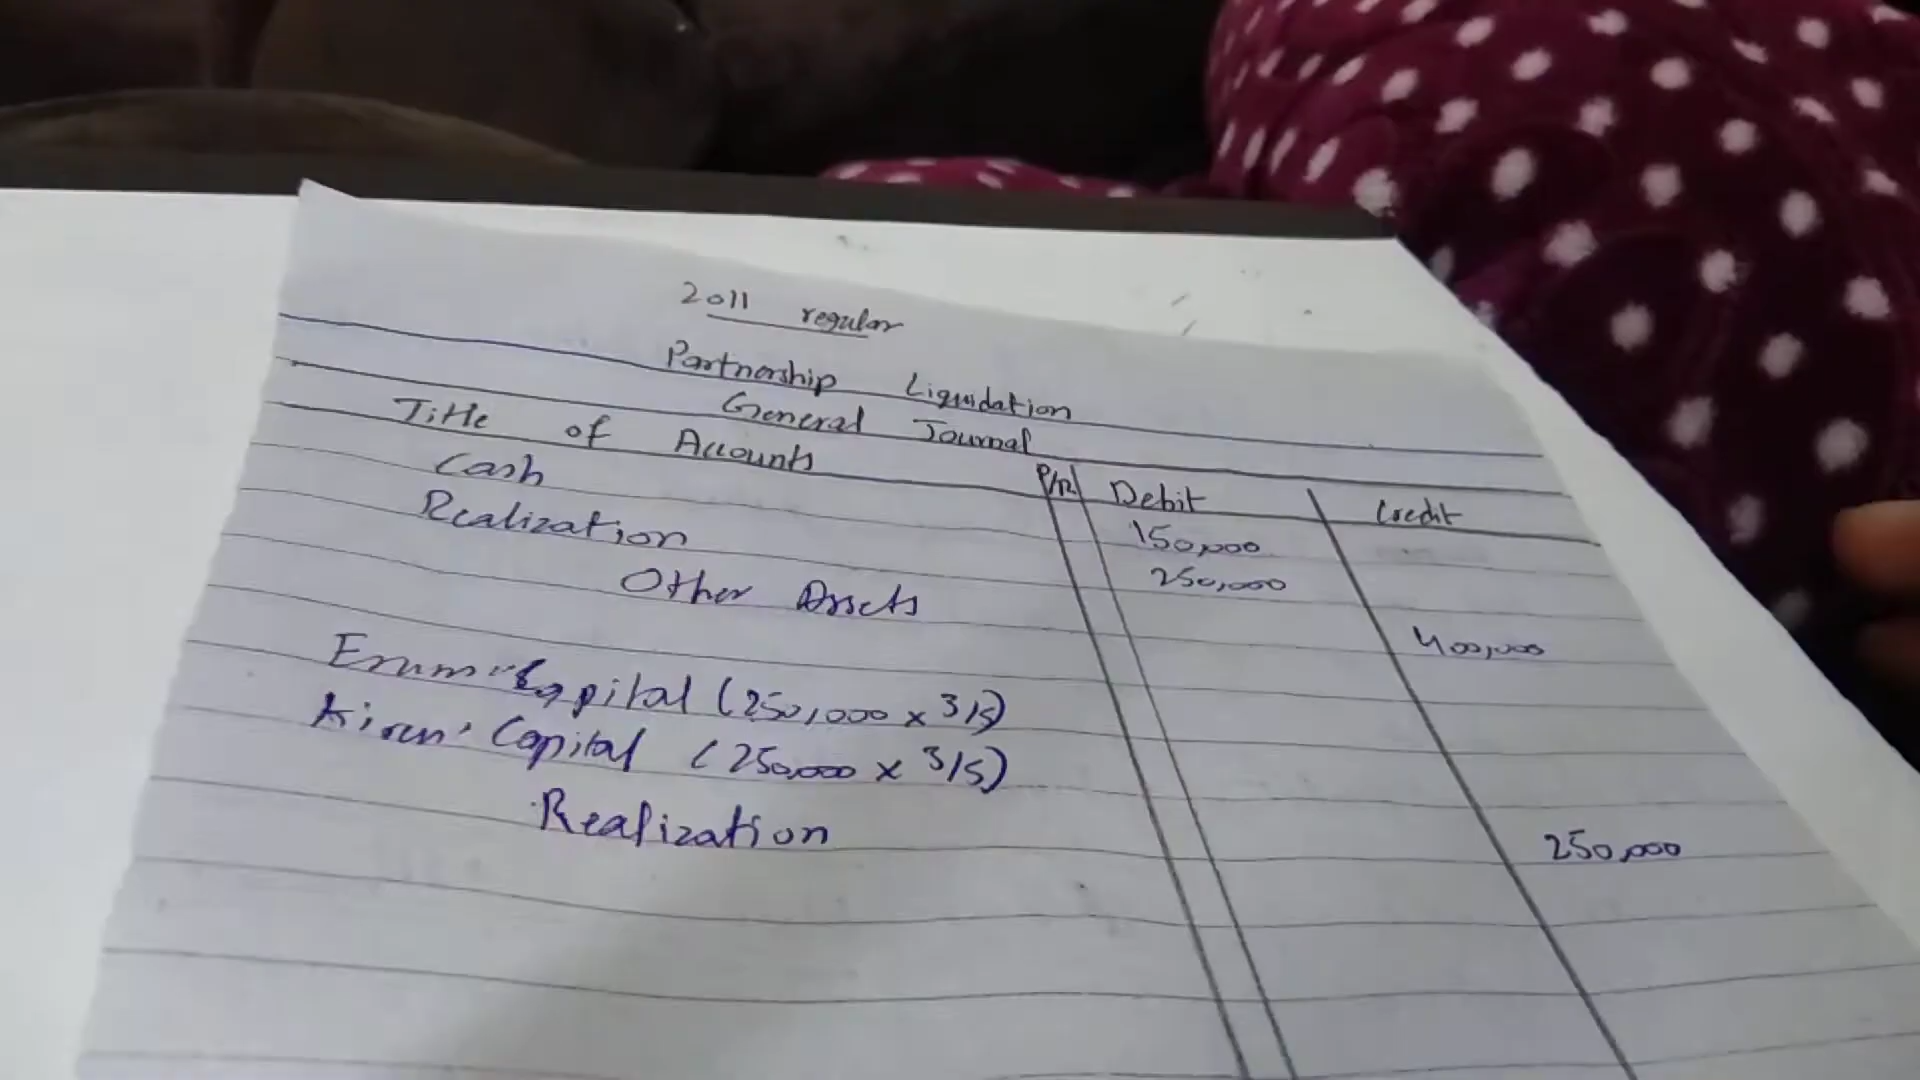 2011 regular
Partnership Liquidation
General Journal
Title of Accounts P/R Debit Credit
Cash 150,000
Realization 250,000
Other Assets 400,000
Capital (250,000 x 3/5)
Capital (250,000 x 3/5)
Realization 250,000